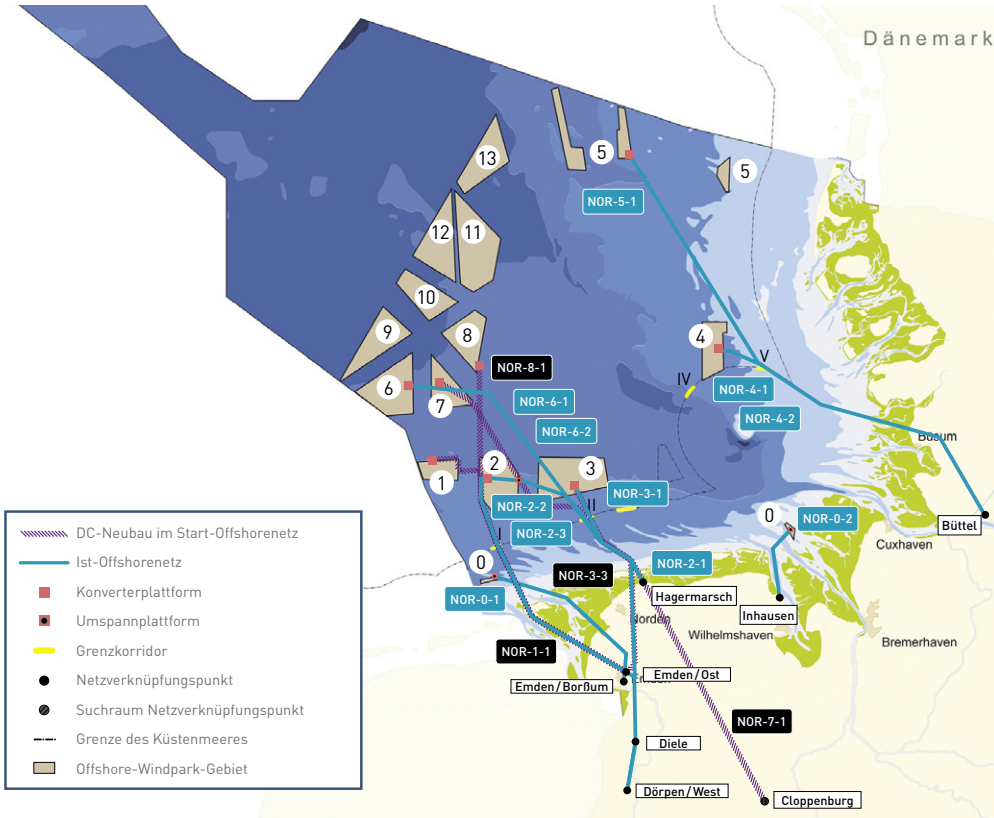 Dänemark
13
5
5
NOR-5-1
12
11
10
9
8
4
V
NOR-8-1
IV
6
7
NOR-4-1
NOR-6-1
NOR-4-2
NOR-6-2
Büsum
2
3
1
NOR-3-1
NOR-2-2
II
0
NOR-0-2
Büttel
NOR-2-3
I
Cuxhaven
0
NOR-3-3
NOR-2-1
NOR-0-1
Hagermarsch
Norden
Inhausen
Wilhelmshaven
Bremerhaven
NOR-1-1
Emden/Ost
Emden/Borßum
NOR-7-1
Diele
Dörpen/West
Cloppenburg
DC-Neubau im Start-Offshorenetz
Ist-Offshorenetz
Konverterplattform
Umspannplattform
Grenzkorridor
Netzverknüpfungspunkt
Suchraum Netzverknüpfungspunkt
Grenze des Küstenmeeres
Offshore-Windpark-Gebiet